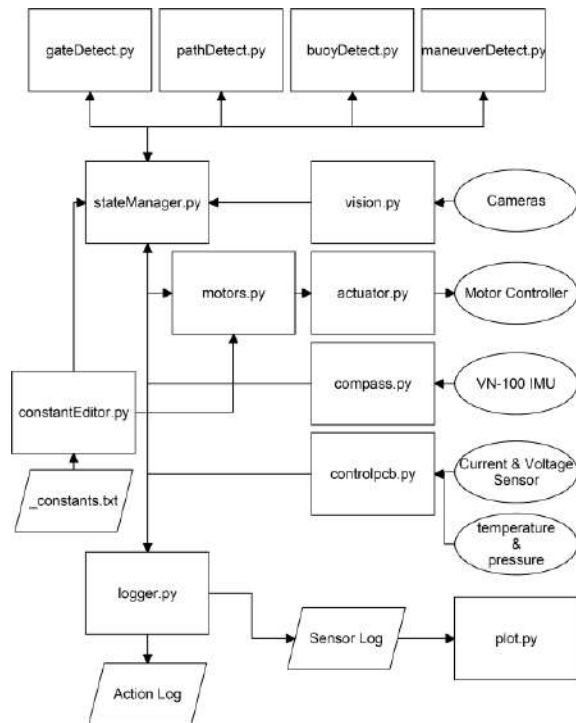 gateDetect.py
pathDetect.py
buoyDetect.py
maneuverDetect.py
stateManager.py
vision.py
Cameras
motors.py
actuator.py
Motor Controller
constantEditor.py
compass.py
VN-100 IMU
_constants.txt
controlpcb.py
Current & Voltage
Sensor
temperature
&
pressure
logger.py
Sensor Log
plot.py
Action Log